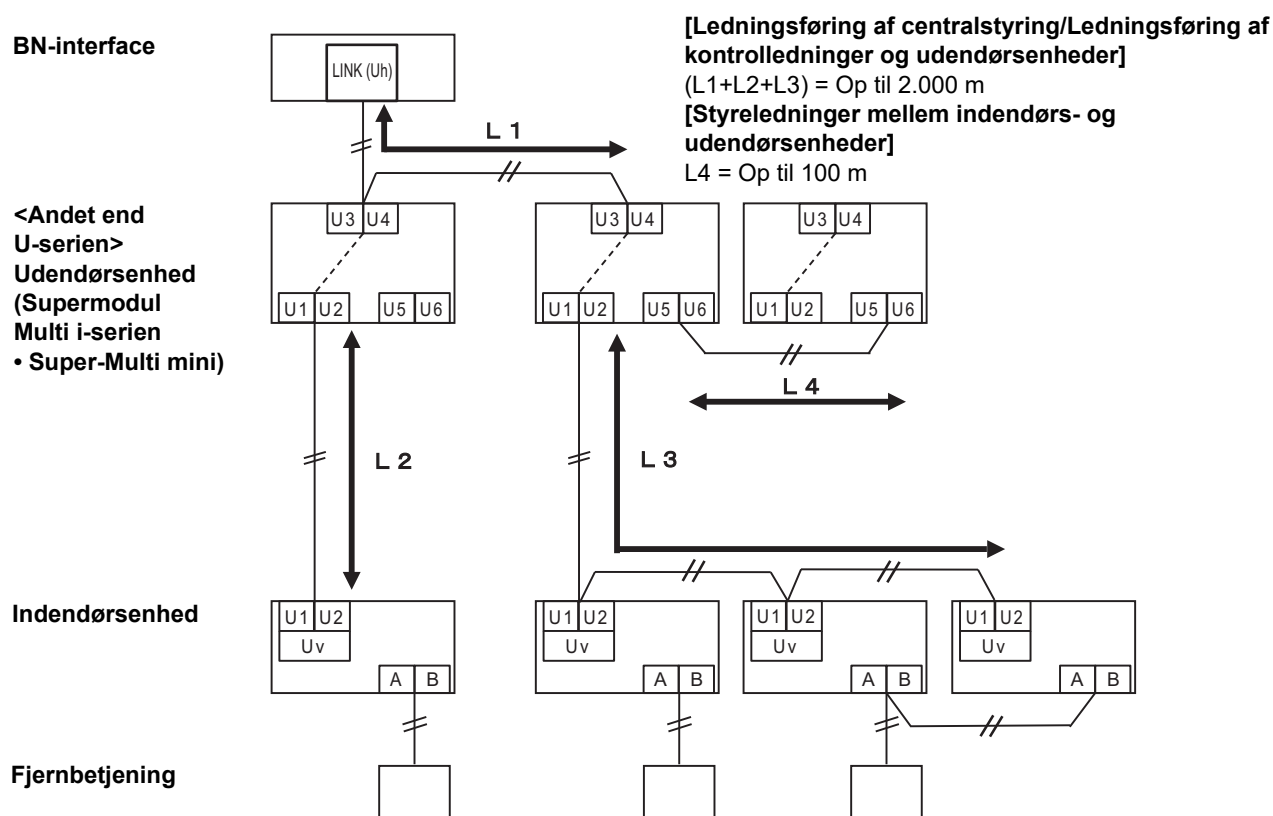 BN-interface
LINK (Uh)
[Ledningsføring af centralstyring/Ledningsføring af
kontrolledninger og udendørsenheder]
(L1+L2+L3) = Op til 2.000 m
[Styreledninger mellem indendørs- og
udendørsenheder]
L4 = Op til 100 m
L 1
<Andet end
U-serien>
Udendørsenhed
(Supermodul
Multi i-serien
• Super-Multi mini)
U3 U4
U3 U4
U3 U4
U1 U2 U5 U6
U1 U2 U5 U6
U1 U2 U5 U6
L 4
L 2
L 3
Indendørsenhed
U1 U2
Uv
A B
U1 U2
Uv
A B
U1 U2
Uv
A B
U1 U2
Uv
A B
Fjernbetjening